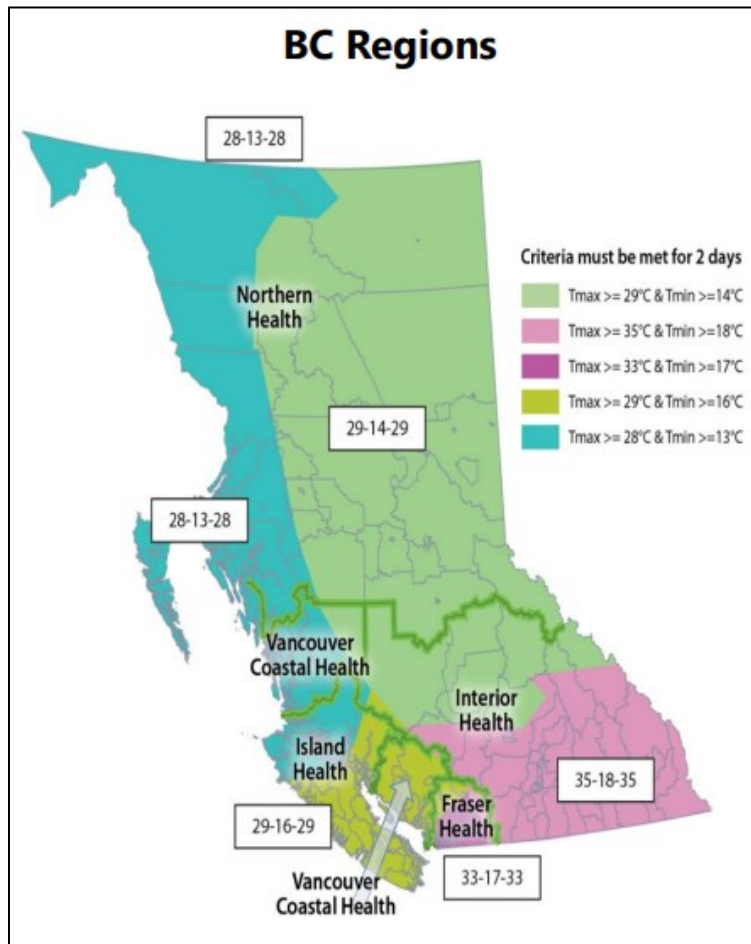 BC Regions
28-13-28
Criteria must be met for 2 days
Tmax >= 29°C & Tmin >=14°C
Tmax >= 35°C & Tmin >=18°C
Tmax >= 33°C & Tmin >=17°C
Tmax >= 29°C & Tmin >=16°C
Tmax >= 28°C & Tmin >=13°C
Northern
Health
29-14-29
28-13-28
Vancouver
Coastal Health
Interior
Health
Island
Health
35-18-35
29-16-29
Fraser
Health
33-17-33
Vancouver
Coastal Health